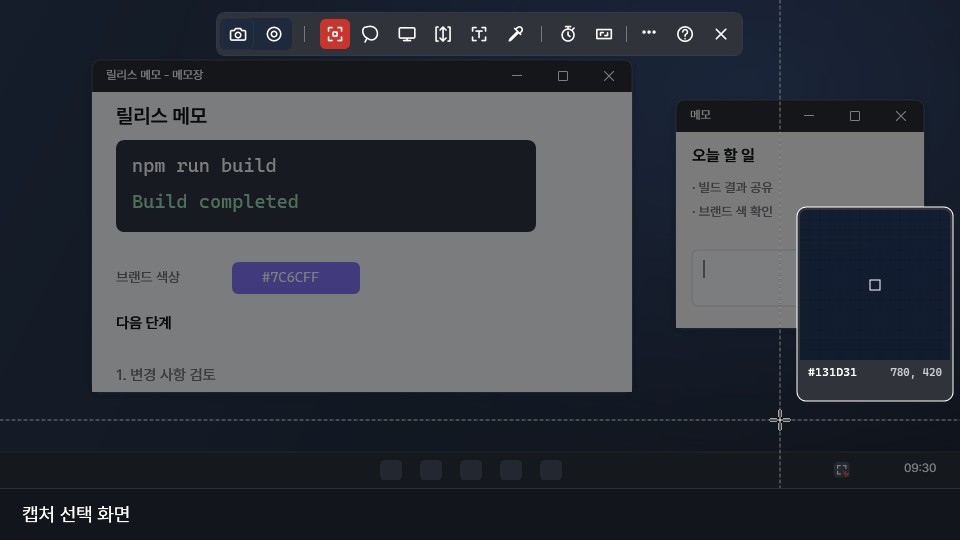 릴리스 메모 - 메모장
릴리스 메모
npm run build
Build completed
브랜드 색상
#7C6CFF
다음 단계
1. 변경 사항 검토
메모
오늘 할 일
· 빌드 결과 공유
· 브랜드 색 확인
#131D31
780, 420
09:30
캡처 선택 화면